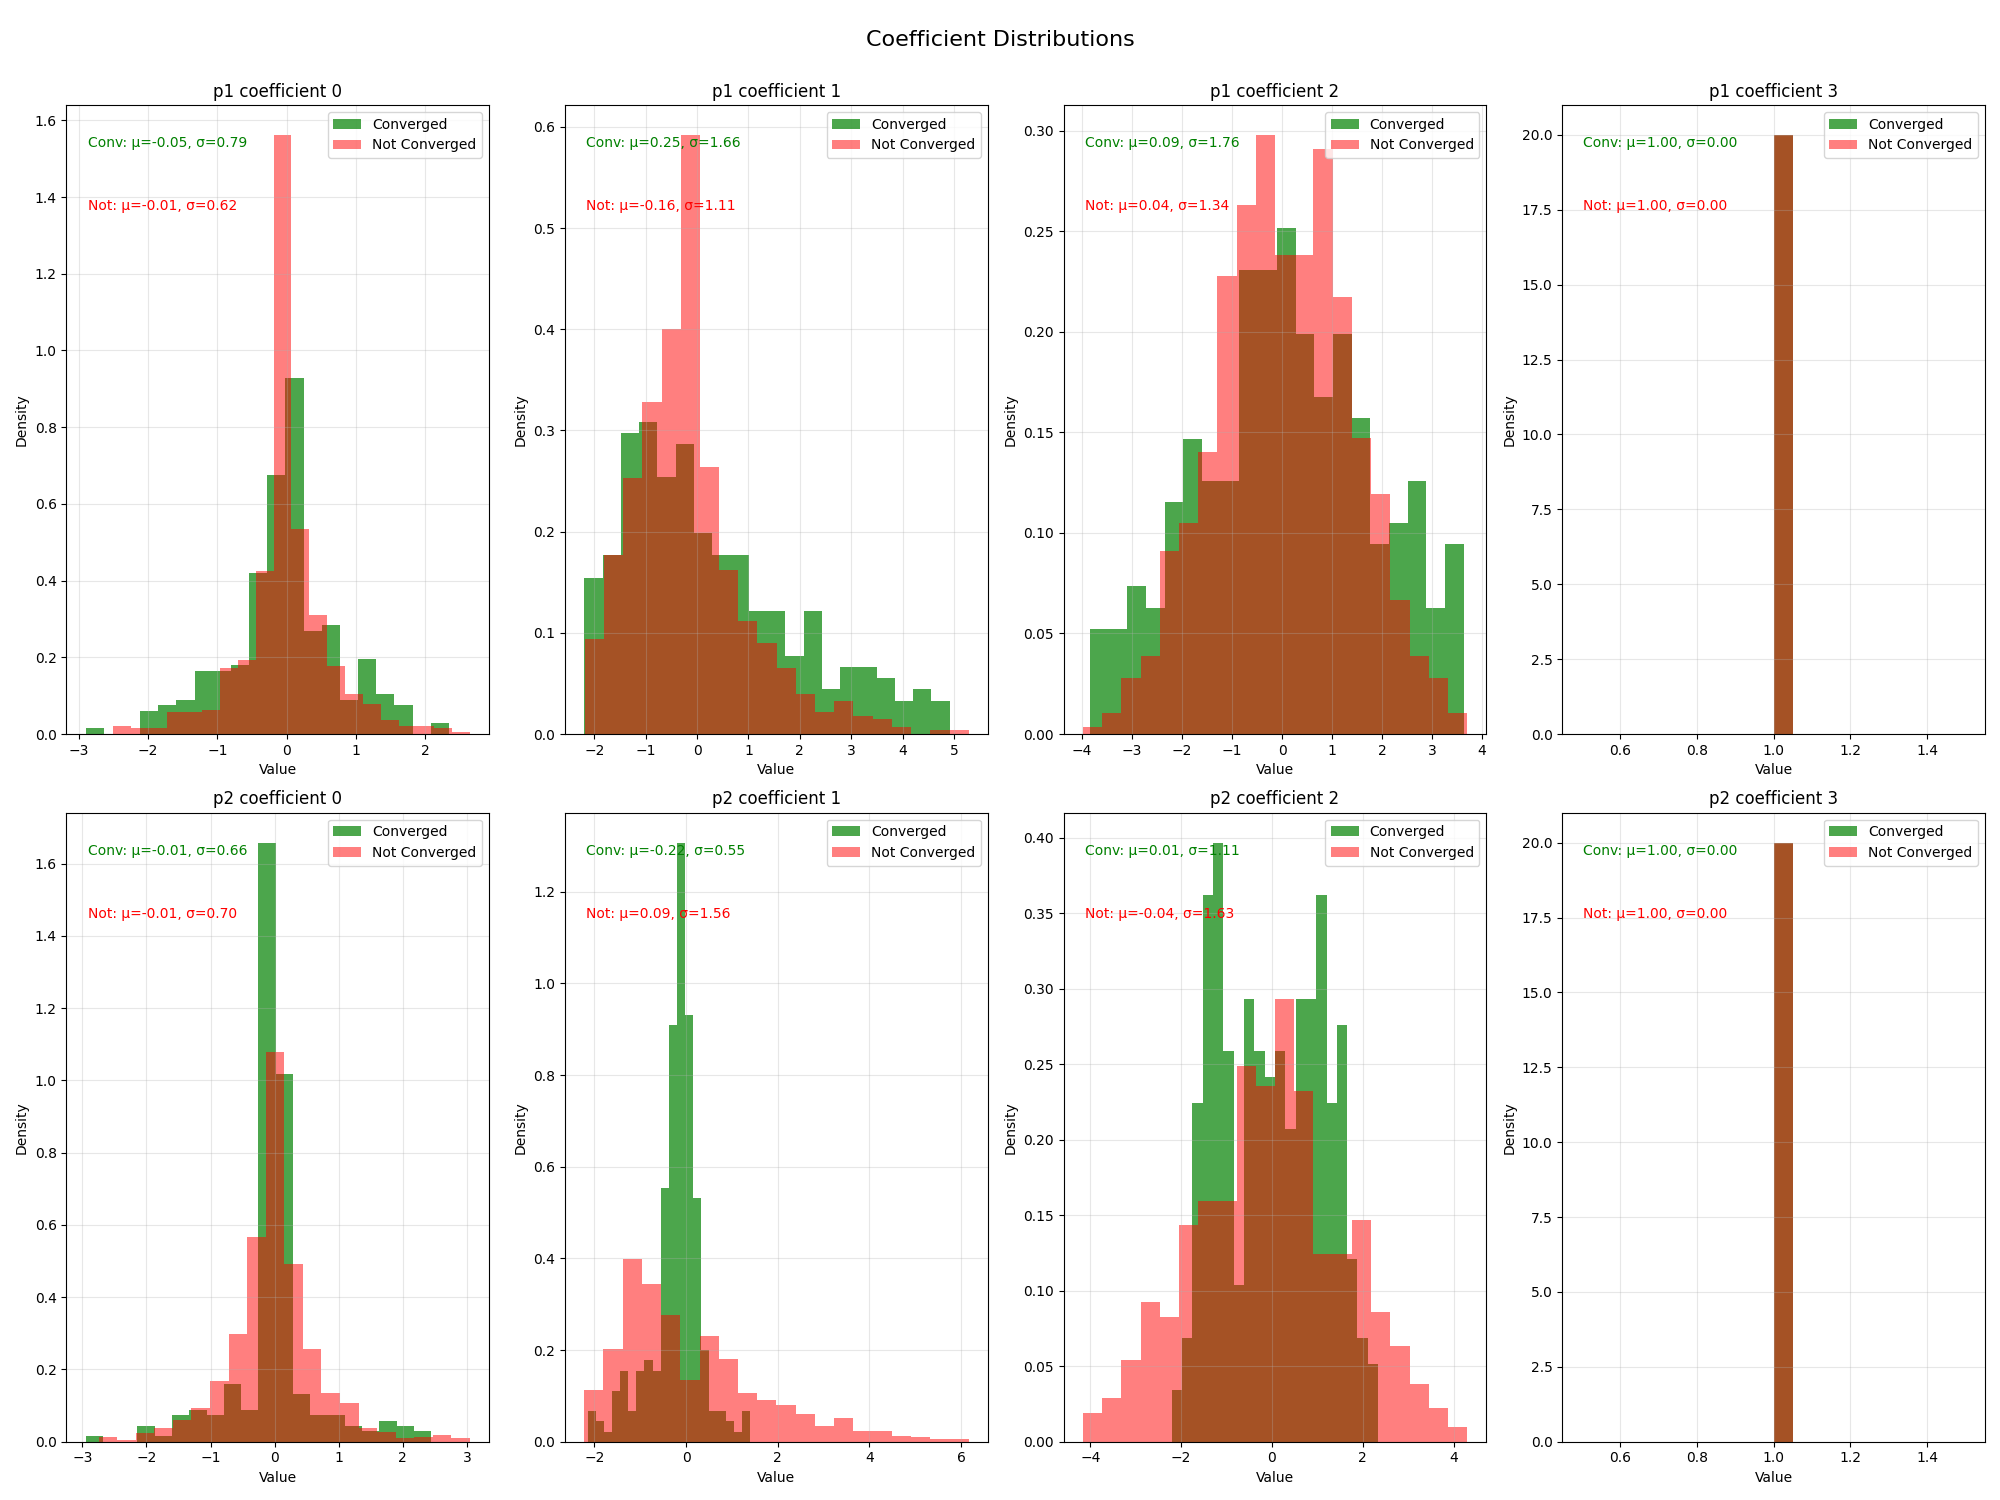 Coefficient Distributions
p1 coefficient 0
Conv: μ=-0.05, σ=0.79
Not: μ=-0.01, σ=0.62
Converged
Not Converged
Density
0.0
0.2
0.4
0.6
0.8
1.0
1.2
1.4
1.6
−3
−2
−1
0
1
2
Value
p1 coefficient 1
Conv: μ=0.25, σ=1.66
Not: μ=-0.16, σ=1.11
Converged
Not Converged
Density
0.0
0.1
0.2
0.3
0.4
0.5
0.6
−2
−1
0
1
2
3
4
5
Value
p1 coefficient 2
Conv: μ=0.09, σ=1.76
Not: μ=0.04, σ=1.34
Converged
Not Converged
Density
0.00
0.05
0.10
0.15
0.20
0.25
0.30
−4
−3
−2
−1
0
1
2
3
4
Value
p1 coefficient 3
Conv: μ=1.00, σ=0.00
Not: μ=1.00, σ=0.00
Converged
Not Converged
Density
0.0
2.5
5.0
7.5
10.0
12.5
15.0
17.5
20.0
0.6
0.8
1.0
1.2
1.4
Value
p2 coefficient 0
Conv: μ=-0.01, σ=0.66
Not: μ=-0.01, σ=0.70
Converged
Not Converged
Density
0.0
0.2
0.4
0.6
0.8
1.0
1.2
1.4
1.6
−3
−2
−1
0
1
2
3
Value
p2 coefficient 1
Conv: μ=-0.22, σ=0.55
Not: μ=0.09, σ=1.56
Converged
Not Converged
Density
0.0
0.2
0.4
0.6
0.8
1.0
1.2
−2
0
2
4
6
Value
p2 coefficient 2
Conv: μ=0.01, σ=1.11
Not: μ=-0.04, σ=1.63
Converged
Not Converged
Density
0.00
0.05
0.10
0.15
0.20
0.25
0.30
0.35
0.40
−4
−2
0
2
4
Value
p2 coefficient 3
Conv: μ=1.00, σ=0.00
Not: μ=1.00, σ=0.00
Converged
Not Converged
Density
0.0
2.5
5.0
7.5
10.0
12.5
15.0
17.5
20.0
0.6
0.8
1.0
1.2
1.4
Value